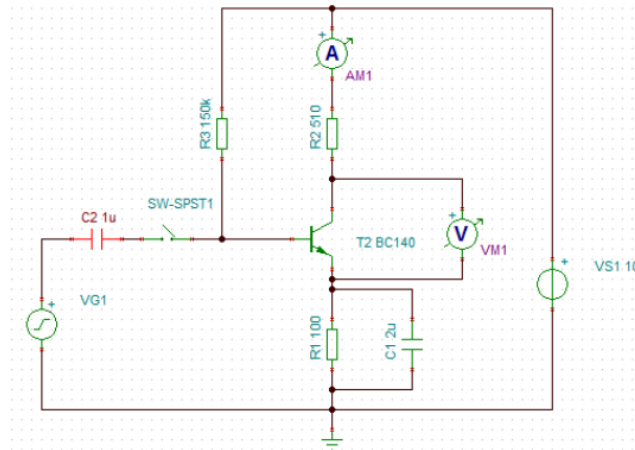 A
AM1
R3 150k
R2 510
SW-SPST1
C2 1u
T2 BC140
V
VM1
VG1
VS1 10
R1 100
C1 2u